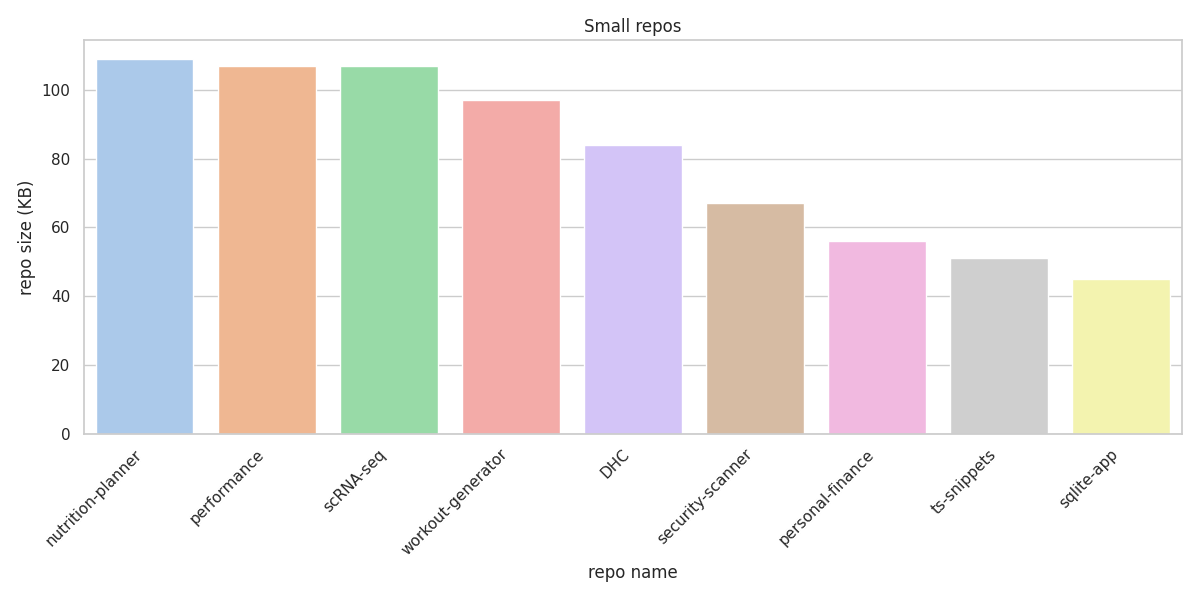 Small repos
repo size (KB)
100
80
60
40
20
0
nutrition-planner
performance
scRNA-seq
workout-generator
DHC
security-scanner
personal-finance
ts-snippets
sqlite-app
repo name